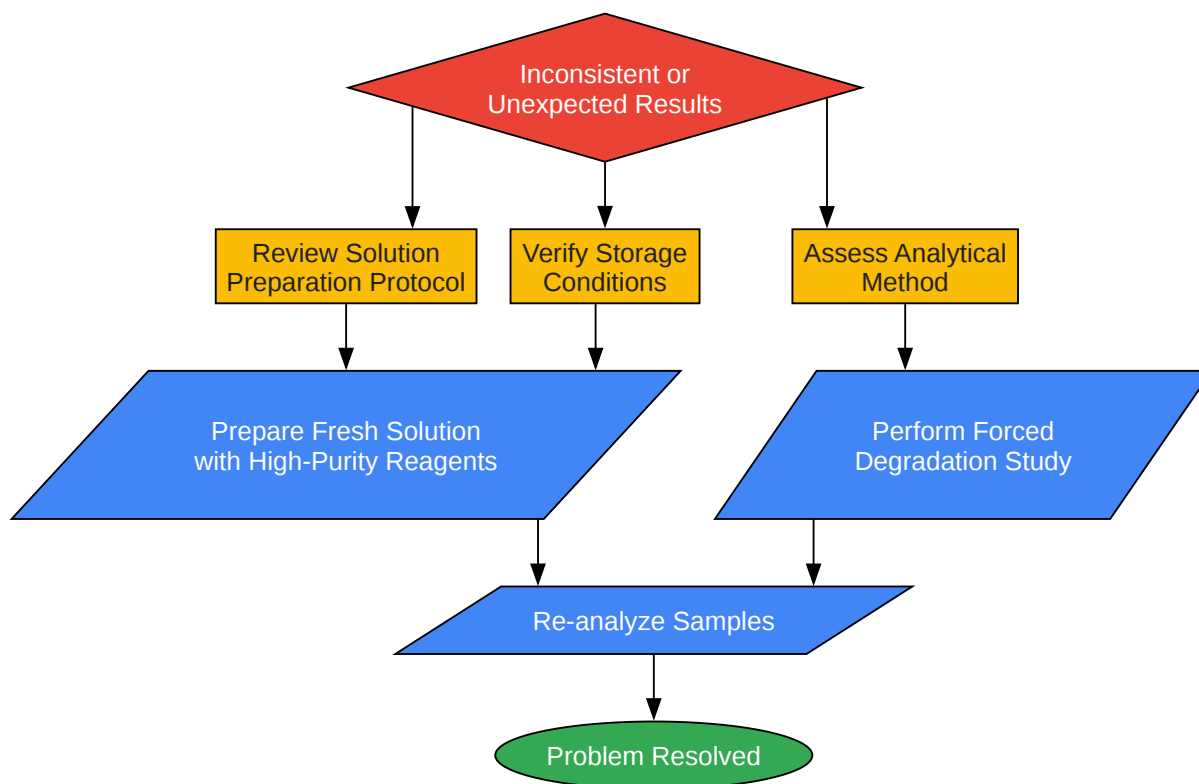 Inconsistent or
Unexpected Results
Review Solution
Preparation Protocol
Verify Storage
Conditions
Assess Analytical
Method
Prepare Fresh Solution
with High-Purity Reagents
Perform Forced
Degradation Study
Re-analyze Samples
Problem Resolved